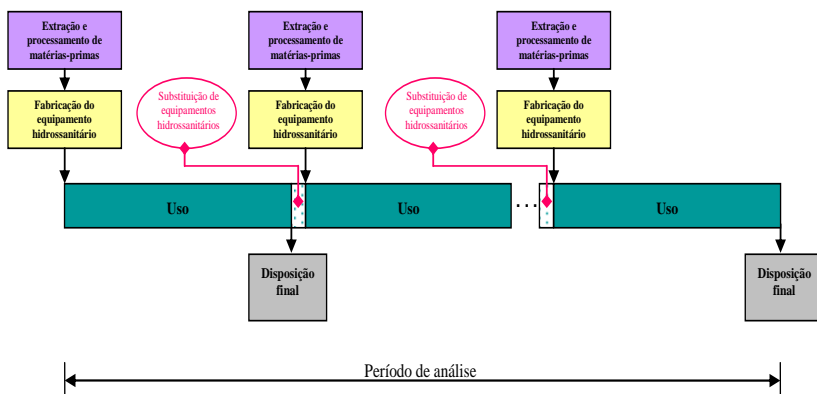 Extração e
processamento de
matérias-primas
Extração e
processamento de
matérias-primas
Extração e
processamento de
matérias-primas
Fabricação do
equipamento
hidrossanitário
Substituição de
equipamentos
hidrossanitários
Fabricação do
equipamento
hidrossanitário
Substituição de
equipamentos
hidrossanitários
Fabricação do
equipamento
hidrossanitário
Uso
Uso
...
Uso
Disposição
final
Disposição
final
Período de análise